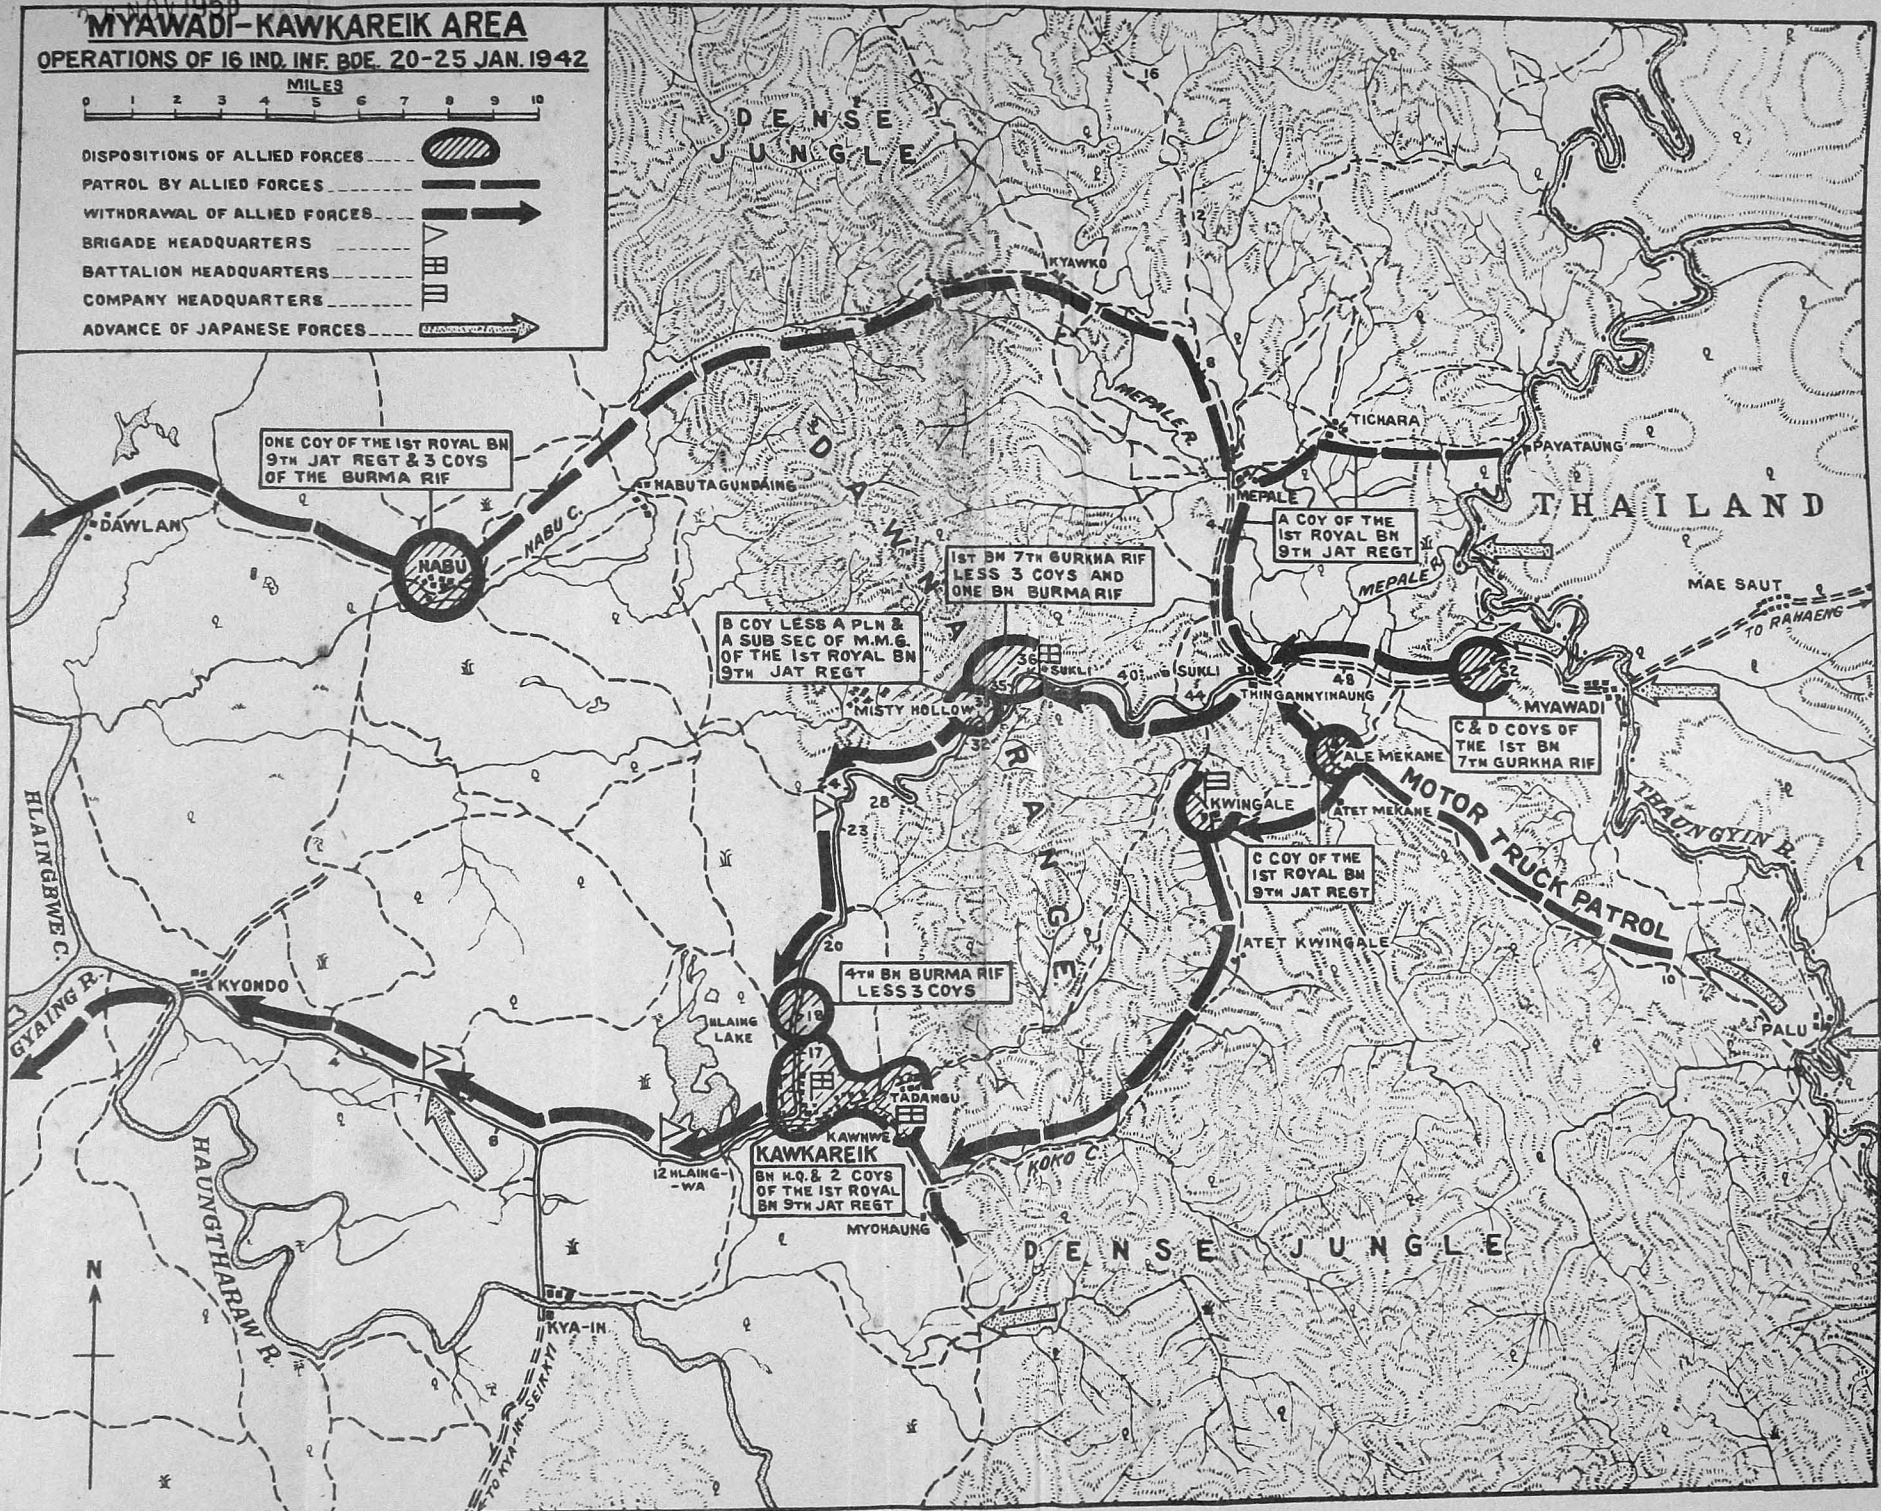 NOV 1958
MYAWADI-KAWKAREIK AREA
OPERATIONS OF 16 IND. INF. BDE. 20-25 JAN. 1942
MILES
0 1 2 3 4 5 6 7 8 9 10
DISPOSITIONS OF ALLIED FORCES
PATROL BY ALLIED FORCES
WITHDRAWAL OF ALLIED FORCES
BRIGADE HEADQUARTERS
BATTALION HEADQUARTERS
COMPANY HEADQUARTERS
ADVANCE OF JAPANESE FORCES
DENSE
JUNGLE
16
12
KYAWKO
8
MEPALE R.
TICHARA
PAYATAUNG
MEPALE
4
THAILAND
A COY OF THE
1ST ROYAL BN
9TH JAT REGT
MEPALE R.
MAE SAUT
TO RAHAENG
ONE COY OF THE 1ST ROYAL BN
9TH JAT REGT & 3 COYS
OF THE BURMA RIF
NABUTAGUNDAING
DAWLAN
NABU C.
NABU
DAWNA RANGE
1ST BN 7TH GURKHA RIF
LESS 3 COYS AND
ONE BN BURMA RIF
B COY LESS A PLN &
A SUB SEC OF M.M.G.
OF THE 1ST ROYAL BN
9TH JAT REGT
36
SUKLI
35
40
SUKLI
44
THINGANNYINAUNG
48
52
MYAWADI
MISTY HOLLOW
33
32
C & D COYS OF
THE 1ST BN
7TH GURKHA RIF
ALE MEKANE
MOTOR TRUCK PATROL
KWINGALE
ATET MEKANE
THAUNGYIN R.
24
28
23
C COY OF THE
1ST ROYAL BN
9TH JAT REGT
HLAINGBWE C.
20
ATET KWINGALE
10
PALU
4TH BN BURMA RIF
LESS 3 COYS
KYONDO
GYAING R.
HLAING
LAKE
18
17
TADANGU
KAWNWE
KAWKAREIK
8
12 HLAING-
-WA
KOKO C.
BN H.Q. & 2 COYS
OF THE 1ST ROYAL
BN 9TH JAT REGT
MYOHAUNG
HAUNGTHARAW R.
DENSE JUNGLE
N
KYA-IN
TO KYA-IN-SEIKKYI